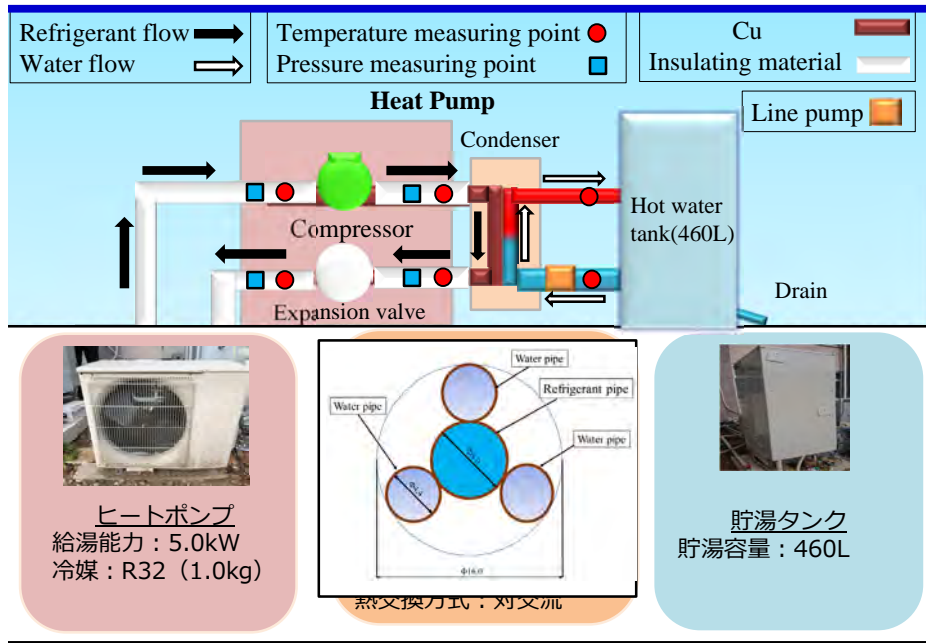 Refrigerant flow
Water flow
Temperature measuring point
Pressure measuring point
Cu
Insulating material
Line pump
Heat Pump
Condenser
Compressor
Expansion valve
Hot water
tank(460L)
Drain
Water pipe
Refrigerant pipe
Water pipe
Water pipe
Φ16.0
ヒートポンプ
給湯能力：5.0kW
冷媒：R32（1.0kg）
熱交換方式：対交流
貯湯タンク
貯湯容量：460L